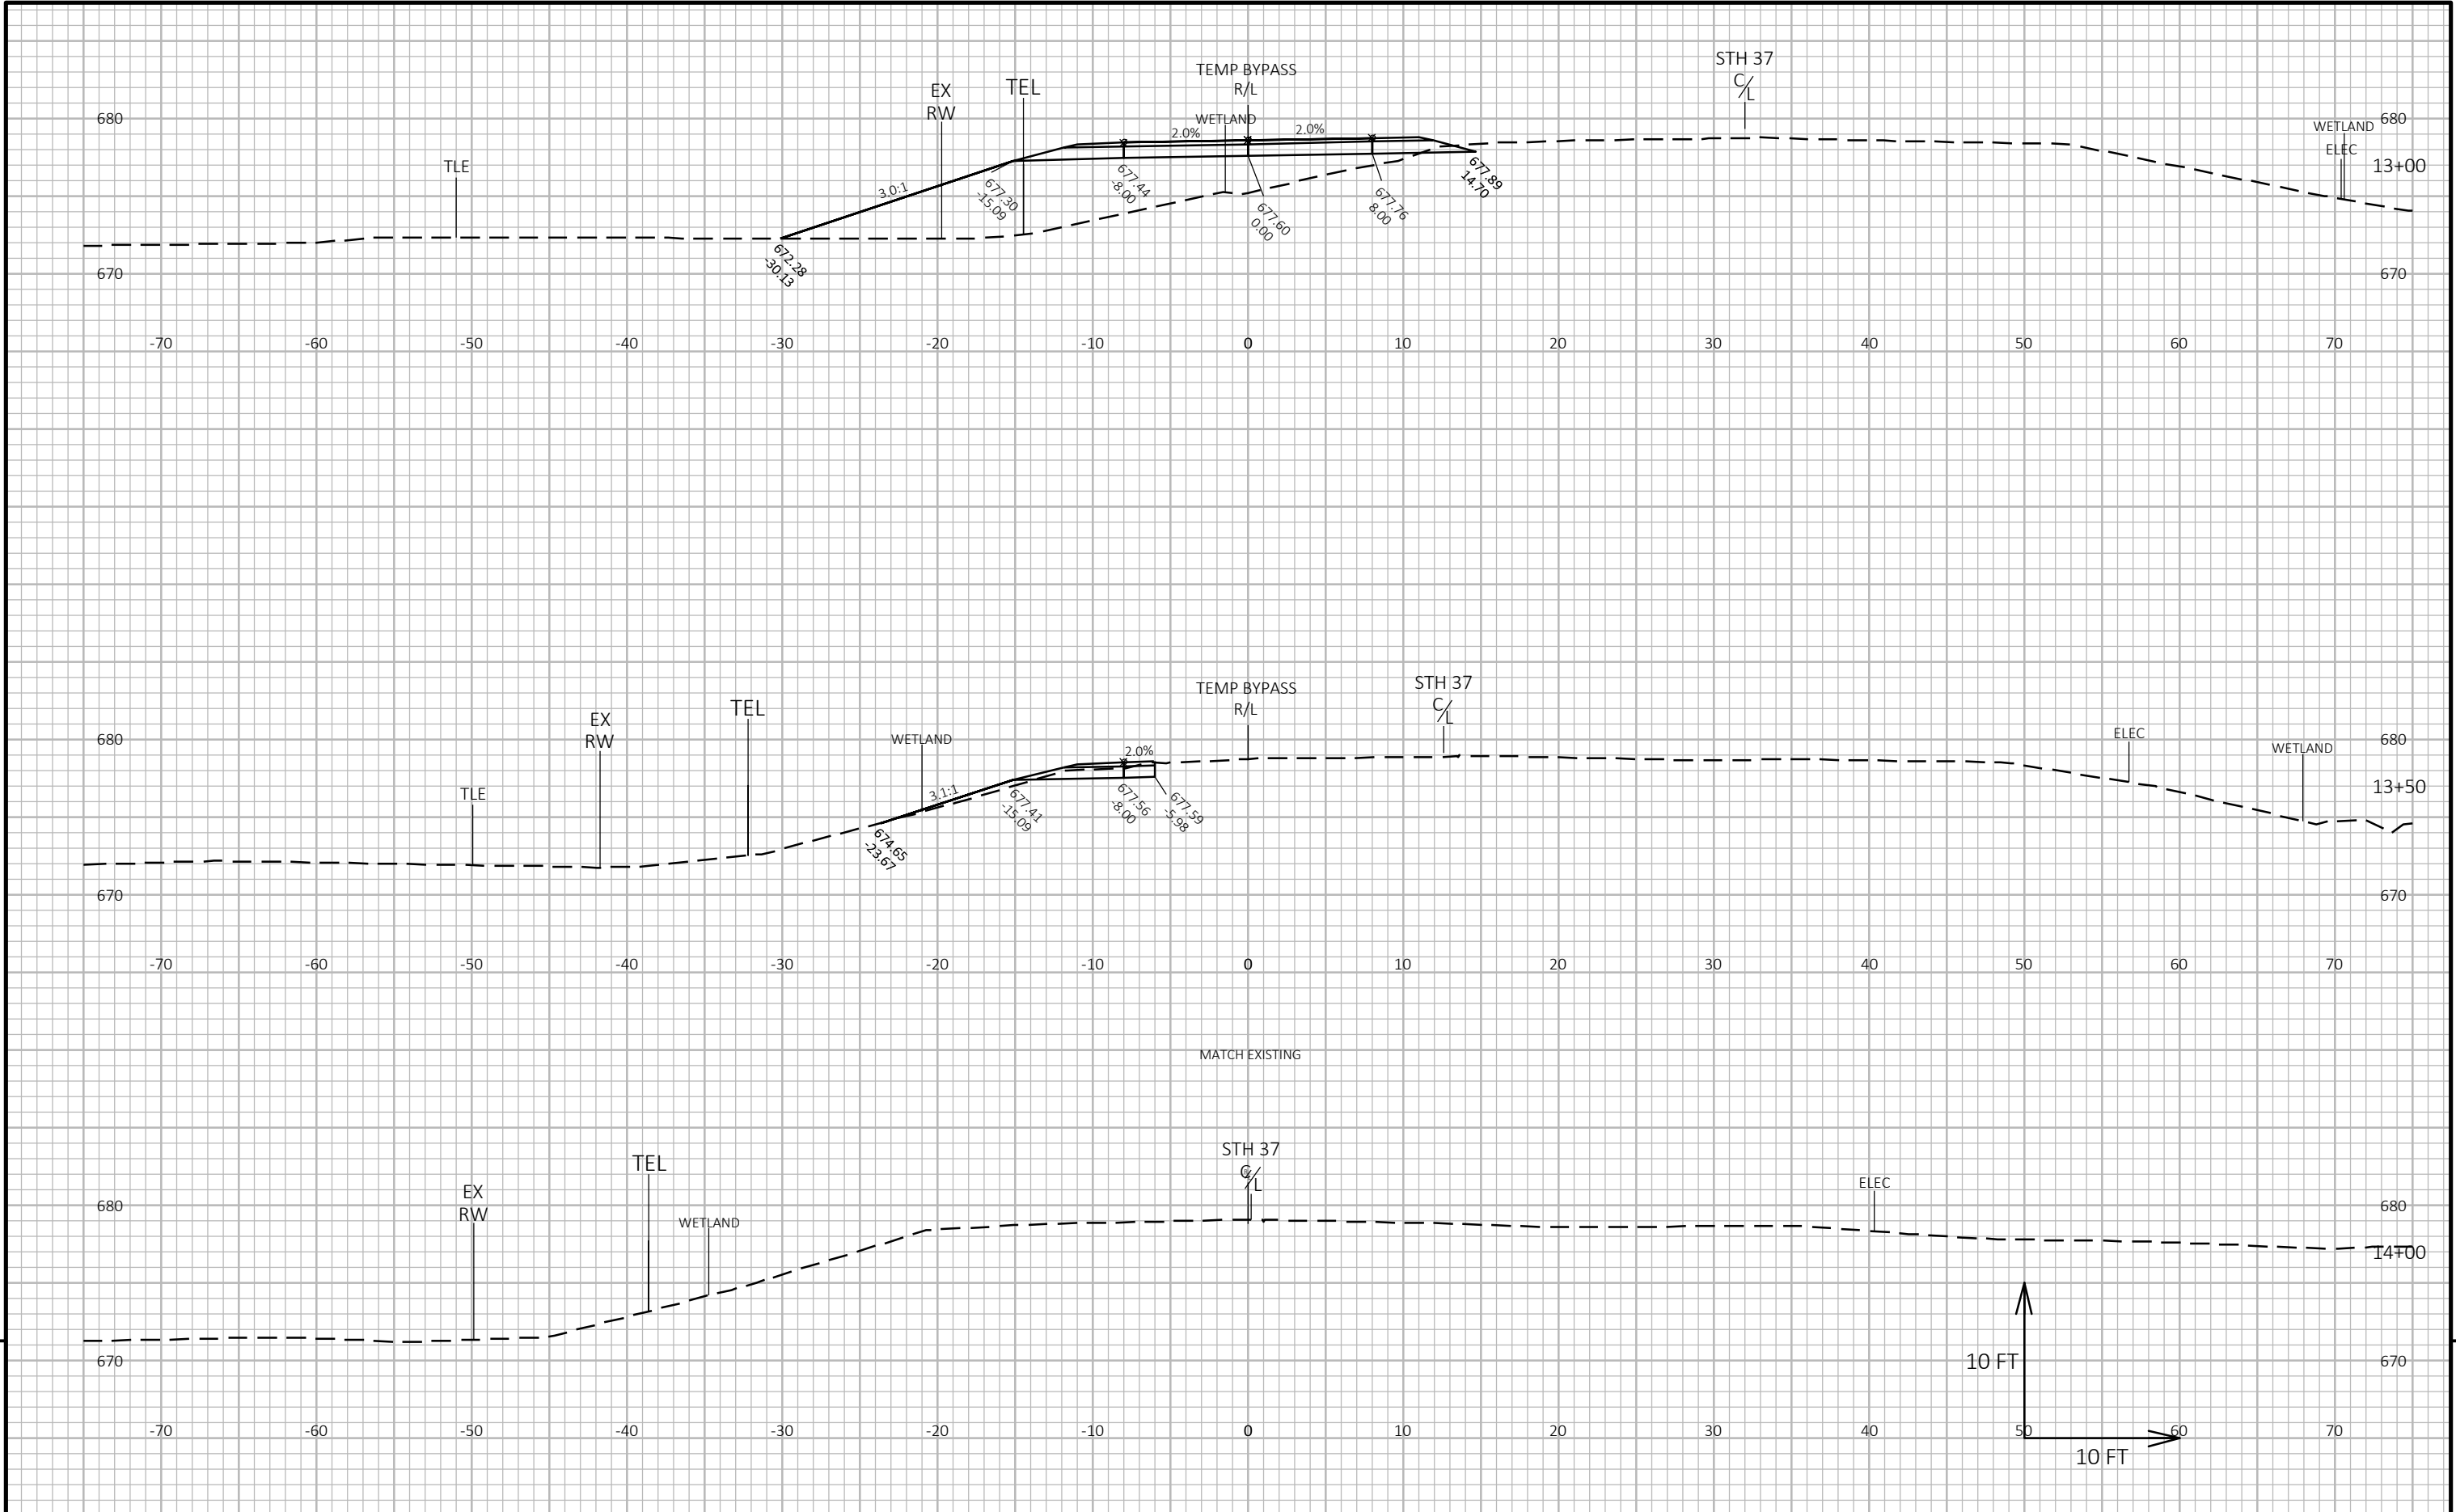 STH 37
C/L
TEMP BYPASS
R/L
EX
RW
TEL
680
WETLAND
2.0%
2.0%
680
WETLAND
ELEC
13+00
TLE
3.0:1
677.30
-15.09
677.44
-8.00
677.60
0.00
677.76
8.00
677.89
14.70
672.28
-30.13
670
670
-70 -60 -50 -40 -30 -20 -10 0 10 20 30 40 50 60 70
TEMP BYPASS
R/L
STH 37
C/L
TEL
EX
RW
680
WETLAND
2.0%
ELEC
680
WETLAND
13+50
TLE
3.1:1
677.41
-15.09
677.56
-8.00
677.59
-5.98
674.65
-23.67
670
670
-70 -60 -50 -40 -30 -20 -10 0 10 20 30 40 50 60 70
MATCH EXISTING
STH 37
C/L
TEL
EX
RW
680
WETLAND
ELEC
680
14+00
670
10 FT
670
-70 -60 -50 -40 -30 -20 -10 0 10 20 30 40 50 60 70
10 FT